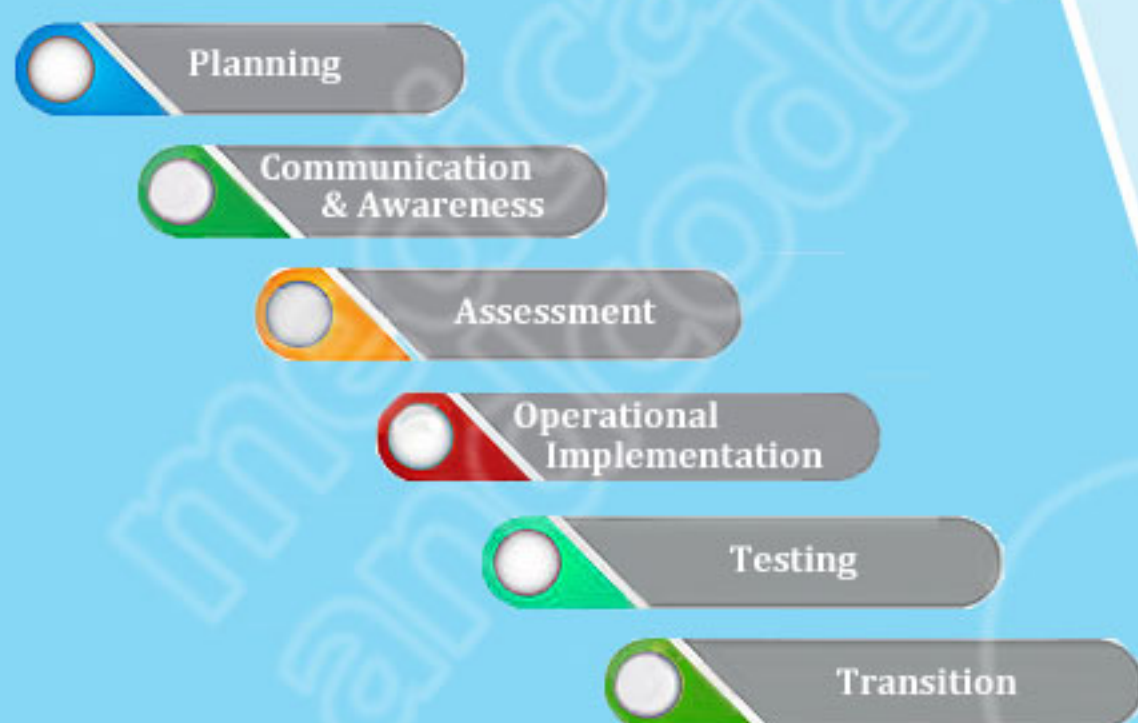 Planning
Communication
& Awareness
Assessment
Operational
Implementation
Testing
Transition